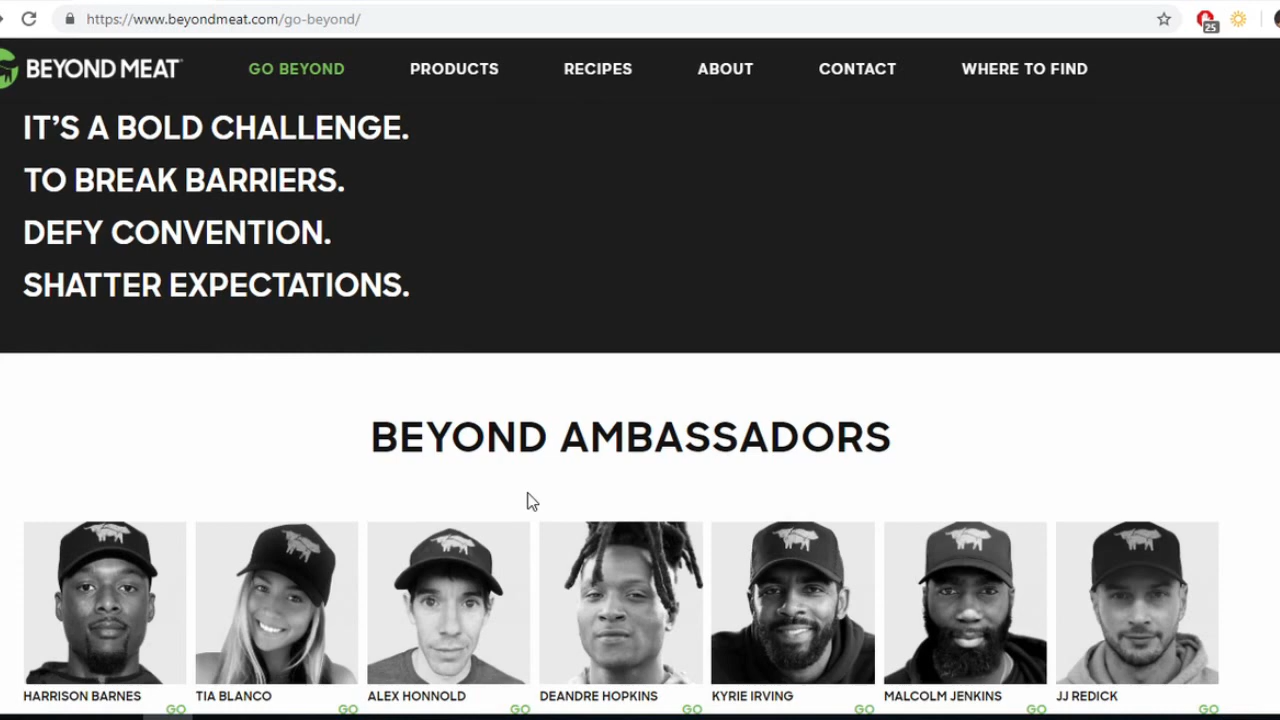 https://www.beyondmeat.com/go-beyond/
25
BEYOND MEAT
GO BEYOND
PRODUCTS
RECIPES
ABOUT
CONTACT
WHERE TO FIND
IT'S A BOLD CHALLENGE.
TO BREAK BARRIERS.
DEFY CONVENTION.
SHATTER EXPECTATIONS.
BEYOND AMBASSADORS
HARRISON BARNES
TIA BLANCO
ALEX HONNOLD
DEANDRE HOPKINS
KYRIE IRVING
MALCOLM JENKINS
JJ REDICK
GO
GO
GO
GO
GO
GO
GO